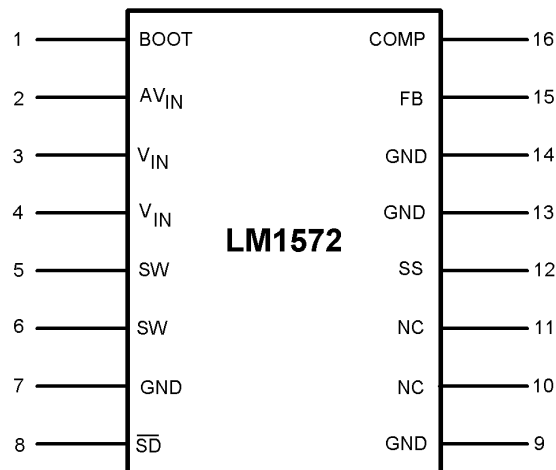 1 BOOT COMP 16
2 AVIN FB 15
3 VIN GND 14
4 VIN GND 13
LM1572
5 SW SS 12
6 SW NC 11
7 GND NC 10
8 S̅D̅ GND 9